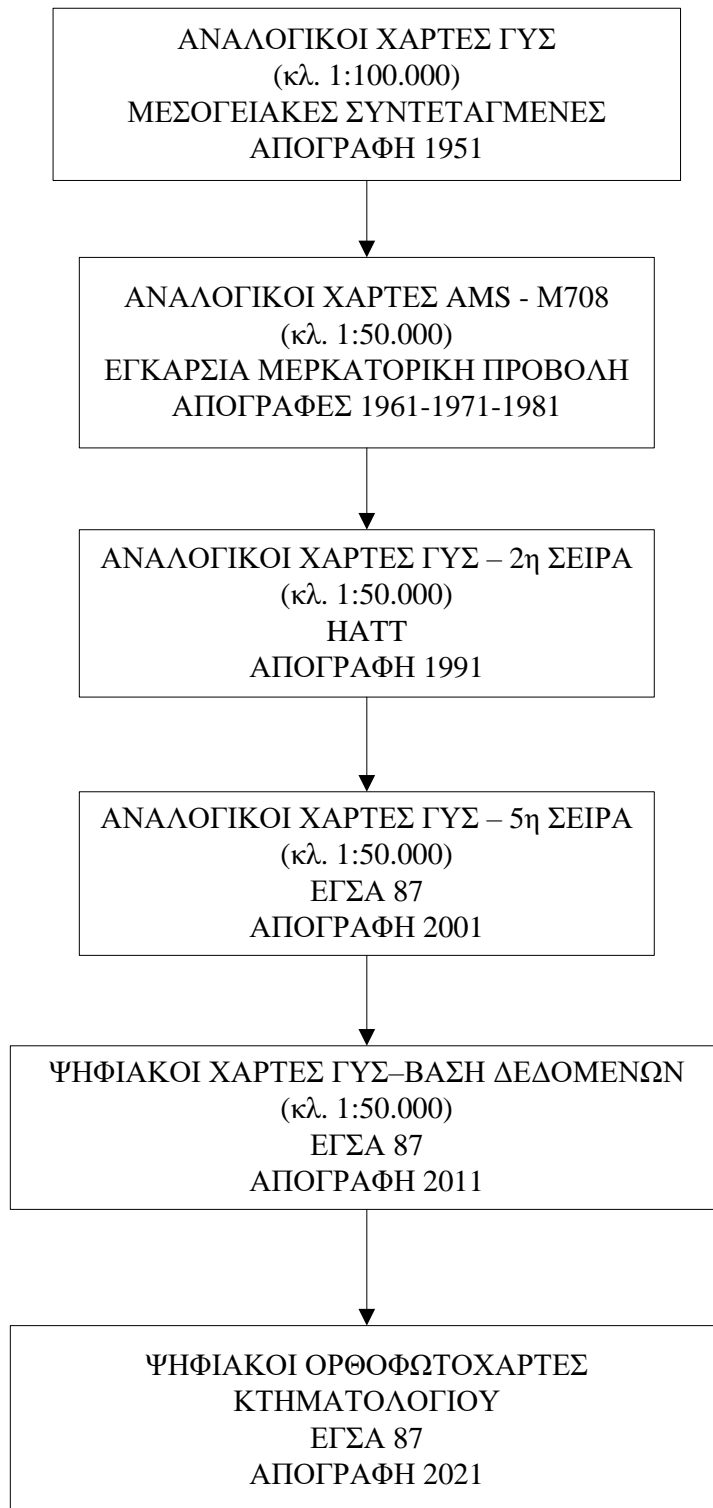 ΑΝΑΛΟΓΙΚΟΙ ΧΑΡΤΕΣ ΓΥΣ
(κλ. 1:100.000)
ΜΕΣΟΓΕΙΑΚΕΣ ΣΥΝΤΕΤΑΓΜΕΝΕΣ
ΑΠΟΓΡΑΦΗ 1951
ΑΝΑΛΟΓΙΚΟΙ ΧΑΡΤΕΣ AMS - M708
(κλ. 1:50.000)
ΕΓΚΑΡΣΙΑ ΜΕΡΚΑΤΟΡΙΚΗ ΠΡΟΒΟΛΗ
ΑΠΟΓΡΑΦΕΣ 1961-1971-1981
ΑΝΑΛΟΓΙΚΟΙ ΧΑΡΤΕΣ ΓΥΣ – 2η ΣΕΙΡΑ
(κλ. 1:50.000)
HATT
ΑΠΟΓΡΑΦΗ 1991
ΑΝΑΛΟΓΙΚΟΙ ΧΑΡΤΕΣ ΓΥΣ – 5η ΣΕΙΡΑ
(κλ. 1:50.000)
ΕΓΣΑ 87
ΑΠΟΓΡΑΦΗ 2001
ΨΗΦΙΑΚΟΙ ΧΑΡΤΕΣ ΓΥΣ–ΒΑΣΗ ΔΕΔΟΜΕΝΩΝ
(κλ. 1:50.000)
ΕΓΣΑ 87
ΑΠΟΓΡΑΦΗ 2011
ΨΗΦΙΑΚΟΙ ΟΡΘΟΦΩΤΟΧΑΡΤΕΣ
ΚΤΗΜΑΤΟΛΟΓΙΟΥ
ΕΓΣΑ 87
ΑΠΟΓΡΑΦΗ 2021